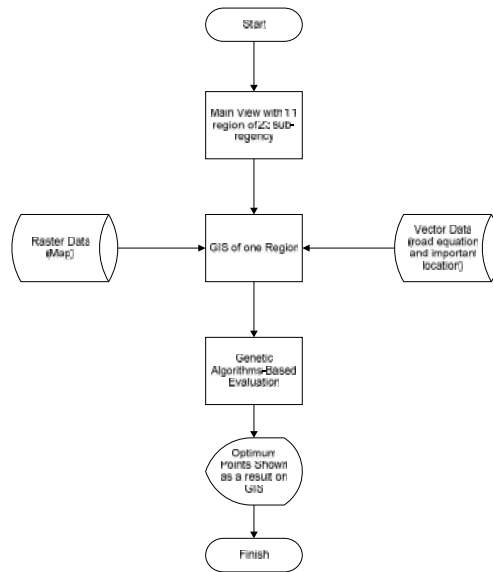 Start
Main View with 11
region of 22 sub-
regency
Raster Data
(Map)
GIS of one Region
Vector Data
(road equation
and important
location)
Genetic
Algorithms-Based
Evaluation
Optimum
Points Shown
as a result on
GIS
Finish